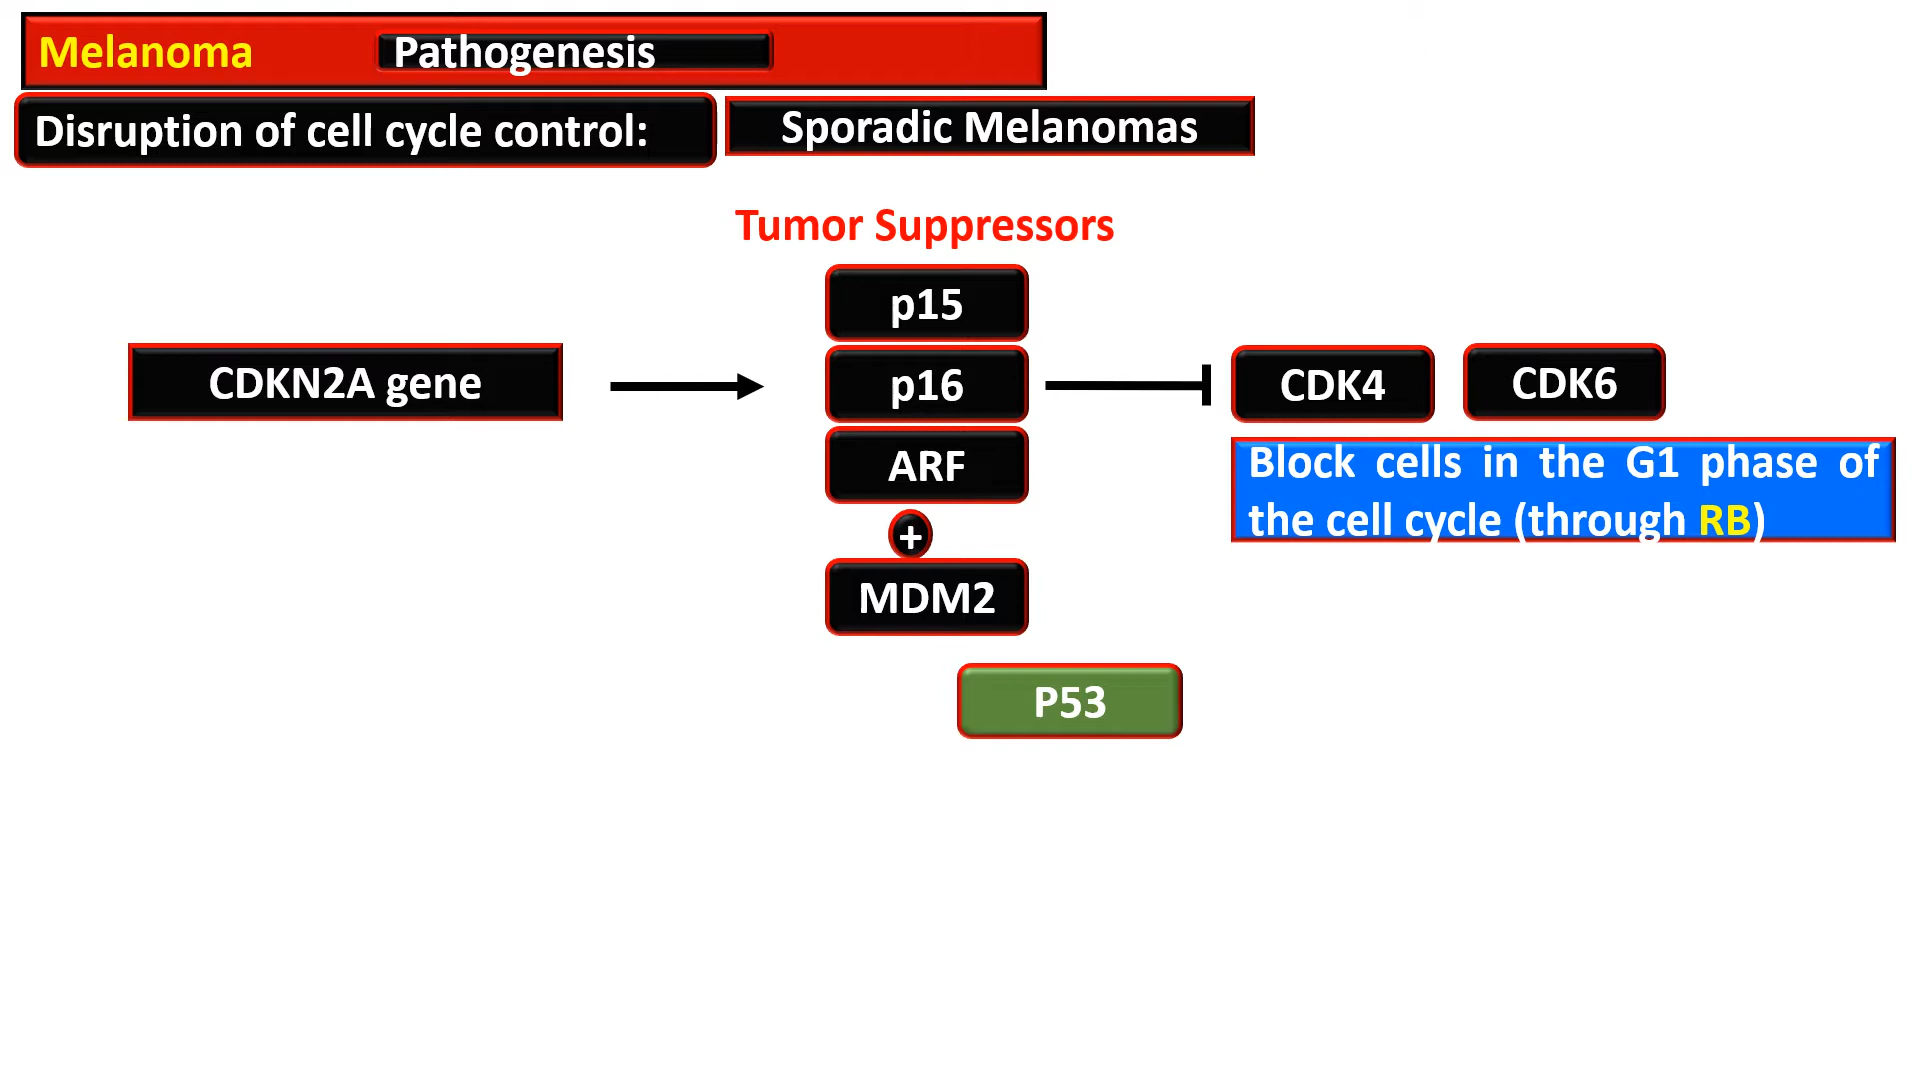 Melanoma Pathogenesis
Disruption of cell cycle control: Sporadic Melanomas
Tumor Suppressors
p15
CDKN2A gene p16 CDK4 CDK6
ARF
Block cells in the G1 phase of
the cell cycle (through RB)
+
MDM2
P53